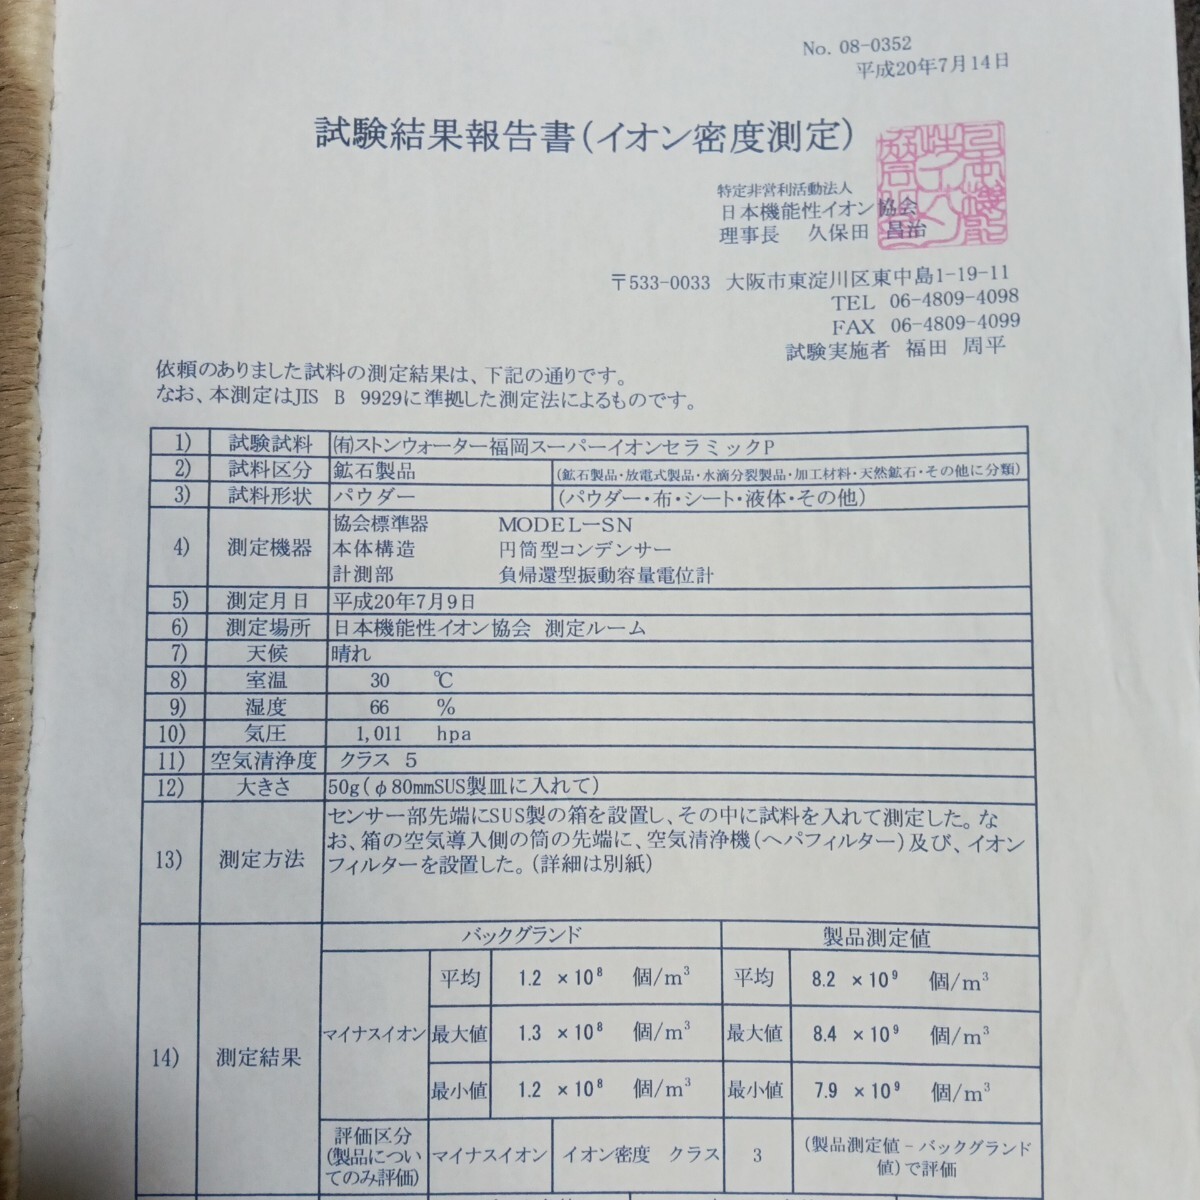 No. 08-0352
平成20年7月14日
試験結果報告書(イオン密度測定)
特定非営利活動法人
日本機能性イオン協会
理事長 久保田 昌治
〒533-0033 大阪市東淀川区東中島1-19-11
TEL 06-4809-4098
FAX 06-4809-4099
試験実施者 福田 周平
依頼のありました試料の測定結果は、下記の通りです。
なお、本測定はJIS B 9929に準拠した測定法によるものです。
1) 試験試料 ㈲ストンウォーター福岡スーパーイオンセラミックP
2) 試料区分 鉱石製品 (鉱石製品・放電式製品・水滴分裂製品・加工材料・天然鉱石・その他に分類)
3) 試料形状 パウダー (パウダー・布・シート・液体・その他)
4) 測定機器 協会標準器 MODEL－SN
本体構造 円筒型コンデンサー
計測部 負帰還型振動容量電位計
5) 測定月日 平成20年7月9日
6) 測定場所 日本機能性イオン協会 測定ルーム
7) 天候 晴れ
8) 室温 30 ℃
9) 湿度 66 %
10) 気圧 1,011 hpa
11) 空気清浄度 クラス 5
12) 大きさ 50g(φ80mmSUS製皿に入れて)
13) 測定方法 センサー部先端にSUS製の箱を設置し、その中に試料を入れて測定した。な
お、箱の空気導入側の筒の先端に、空気清浄機(ヘパフィルター)及び、イオン
フィルターを設置した。(詳細は別紙)
14) 測定結果
バックグランド 製品測定値
マイナスイオン
平均 1.2 ×10⁸ 個/m³ 平均 8.2 ×10⁹ 個/m³
最大値 1.3 ×10⁸ 個/m³ 最大値 8.4 ×10⁹ 個/m³
最小値 1.2 ×10⁸ 個/m³ 最小値 7.9 ×10⁹ 個/m³
評価区分
(製品につい
てのみ評価)
マイナスイオン イオン密度 クラス 3
(製品測定値－バックグランド
値)で評価